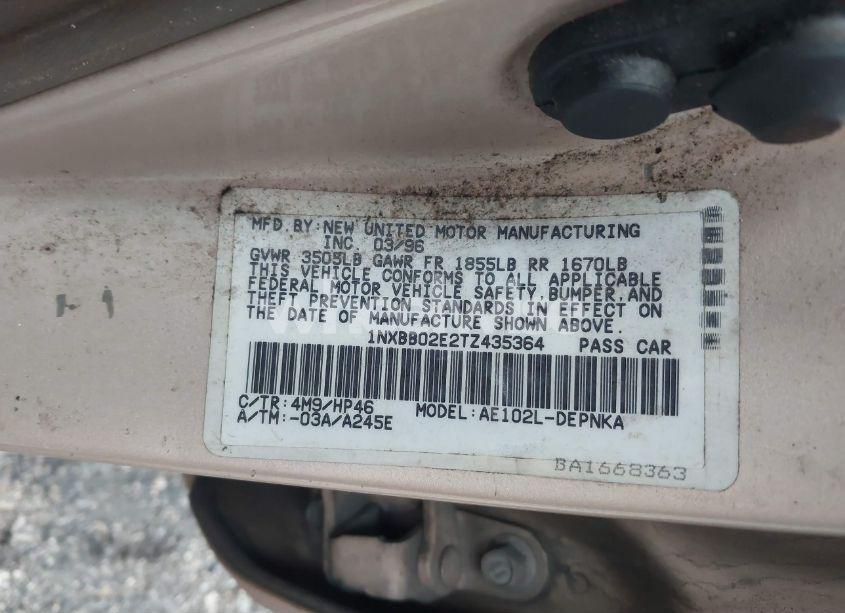 MFD.BY:NEW UNITED MOTOR MANUFACTURING
INC. 03/96
GVWR 3505LB GAWR FR 1855LB RR 1670LB
THIS VEHICLE CONFORMS TO ALL APPLICABLE
FEDERAL MOTOR VEHICLE SAFETY,BUMPER,AND
THEFT PREVENTION STANDARDS IN EFFECT ON
THE DATE OF MANUFACTURE SHOWN ABOVE.
1NXBB02E2TZ435364 PASS CAR
C/TR:4M9/HP46 MODEL:AE102L-DEPNKA
A/TM:-03A/A245E
BA1668363